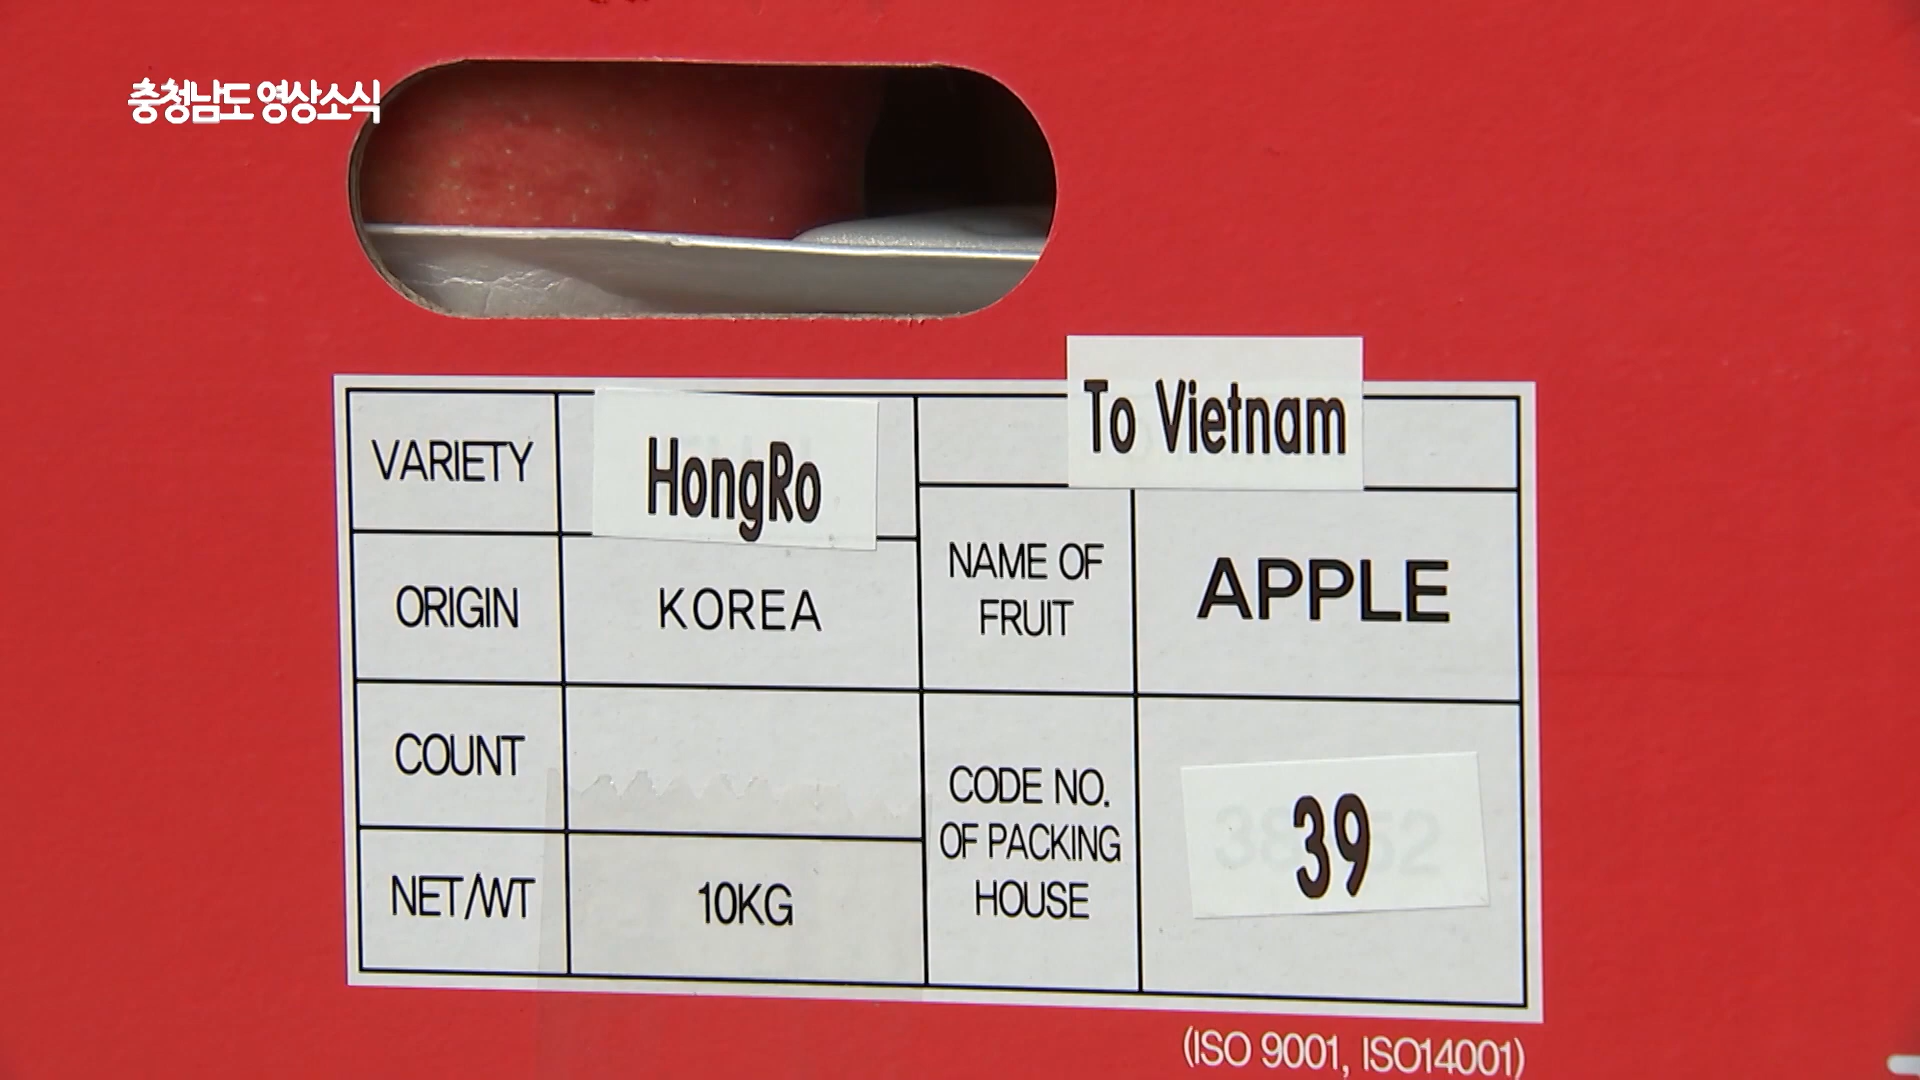 충청남도 영상소식
To Vietnam
VARIETY
HongRo
NAME OF
FRUIT
APPLE
ORIGIN
KOREA
COUNT
CODE NO.
OF PACKING
HOUSE
39
NET/WT
10KG
(ISO 9001, ISO14001)